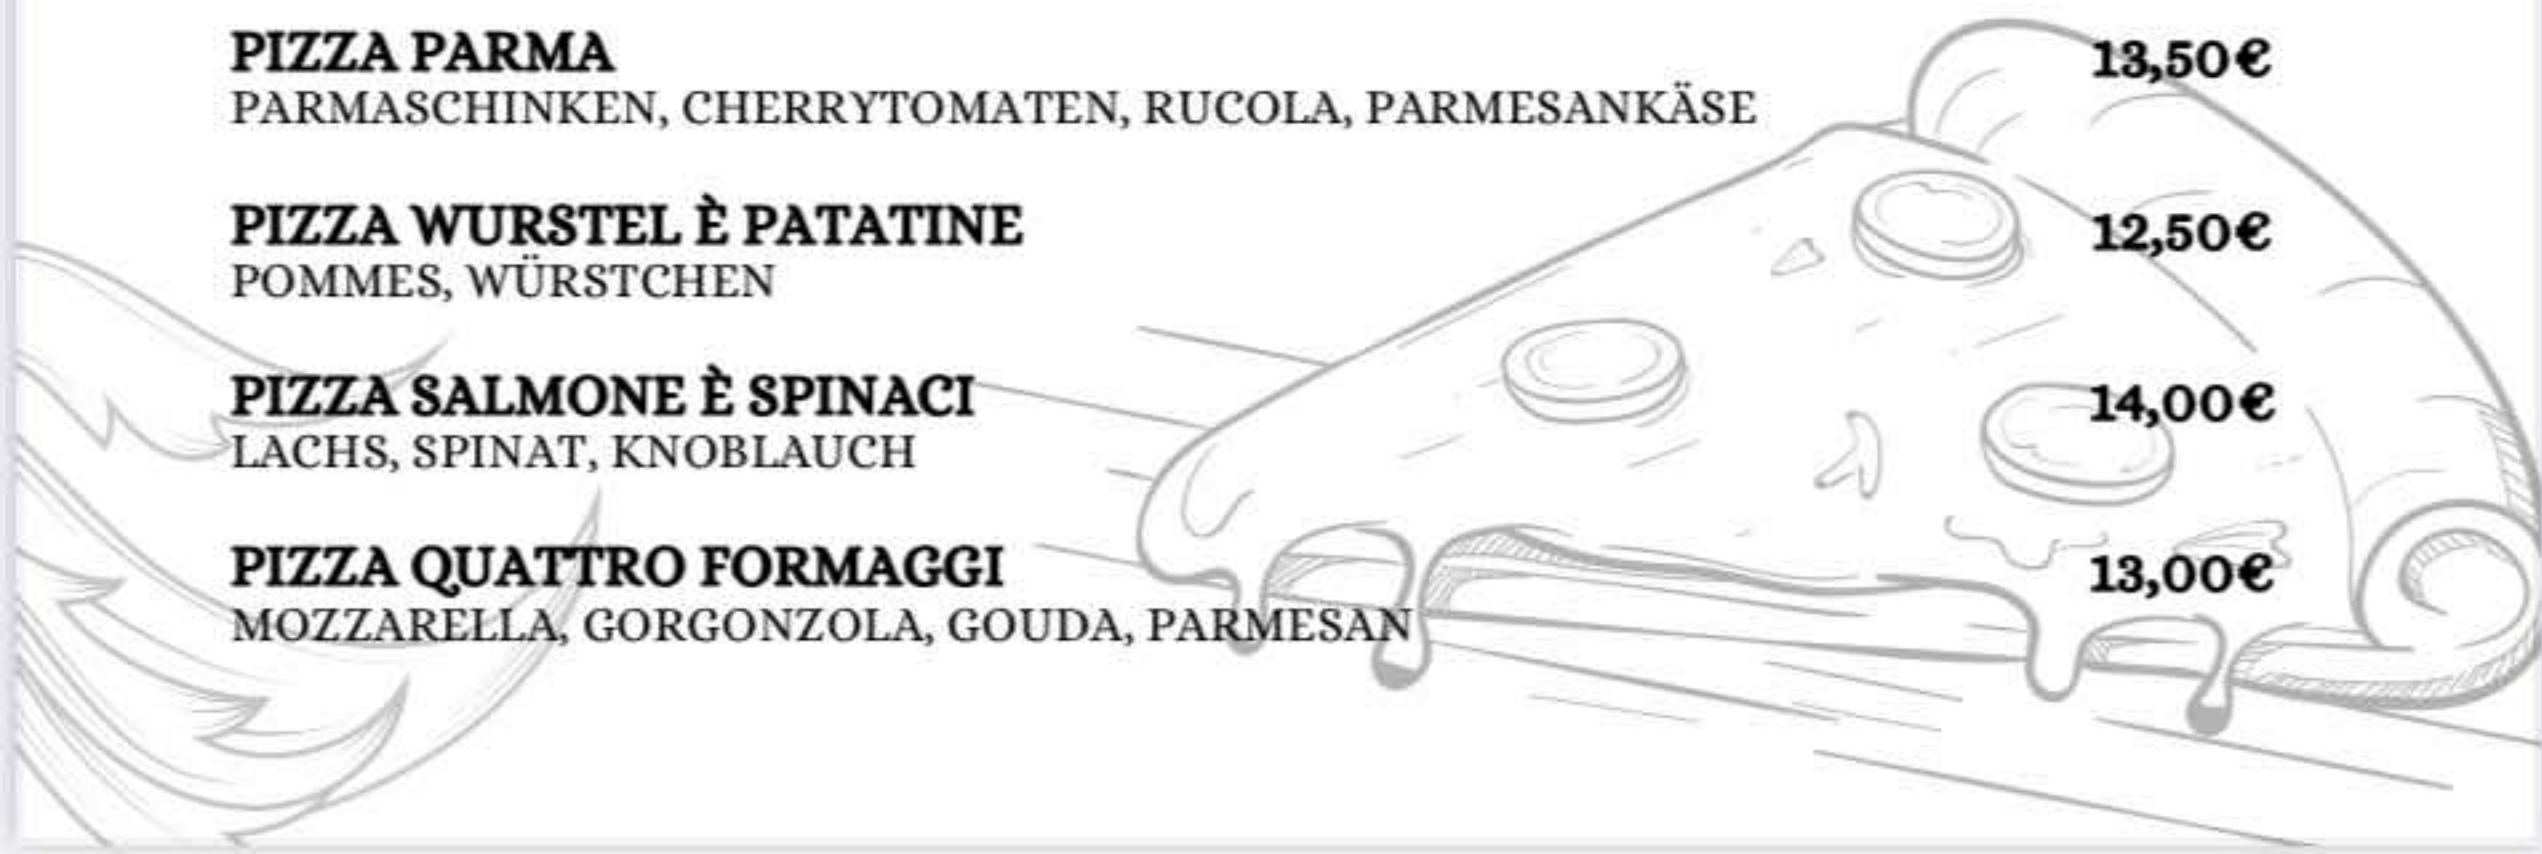 PIZZA PARMA 13,50€
PARMASCHINKEN, CHERRYTOMATEN, RUCOLA, PARMESANKÄSE
PIZZA WURSTEL È PATATINE 12,50€
POMMES, WÜRSTCHEN
PIZZA SALMONE È SPINACI 14,00€
LACHS, SPINAT, KNOBLAUCH
PIZZA QUATTRO FORMAGGI 13,00€
MOZZARELLA, GORGONZOLA, GOUDA, PARMESAN